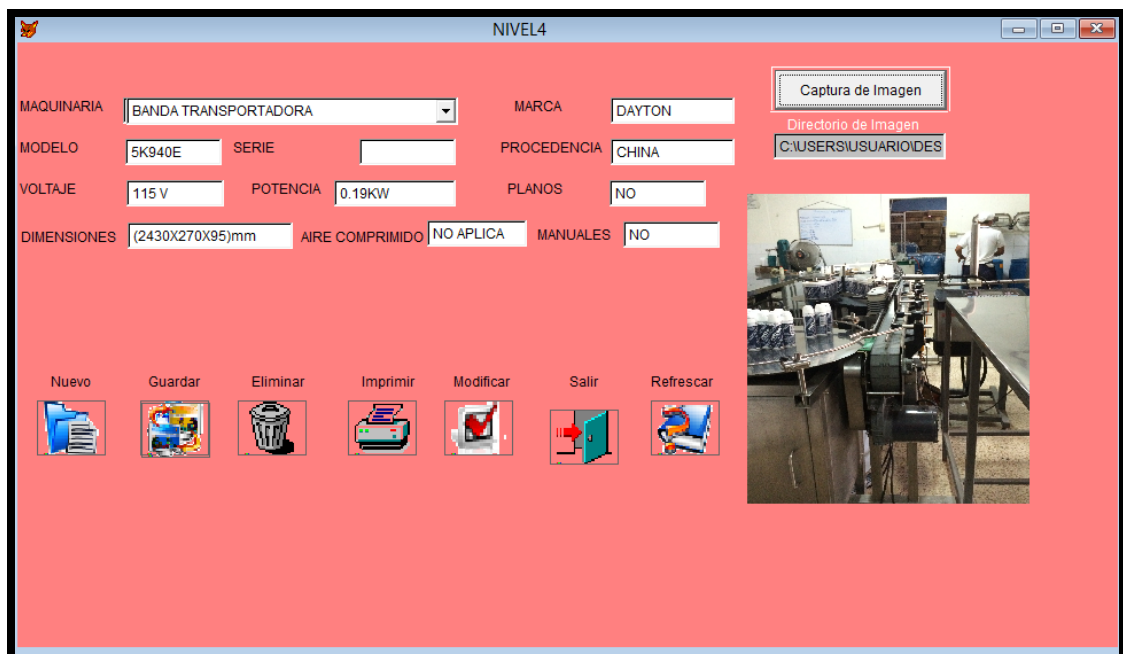 NIVEL4
Captura de Imagen
MAQUINARIA BANDA TRANSPORTADORA MARCA DAYTON
Directorio de Imagen
MODELO 5K940E SERIE PROCEDENCIA CHINA C:\USERS\USUARIO\DES
VOLTAJE 115 V POTENCIA 0.19KW PLANOS NO
DIMENSIONES (2430X270X95)mm AIRE COMPRIMIDO NO APLICA MANUALES NO
Nuevo Guardar Eliminar Imprimir Modificar Salir Refrescar